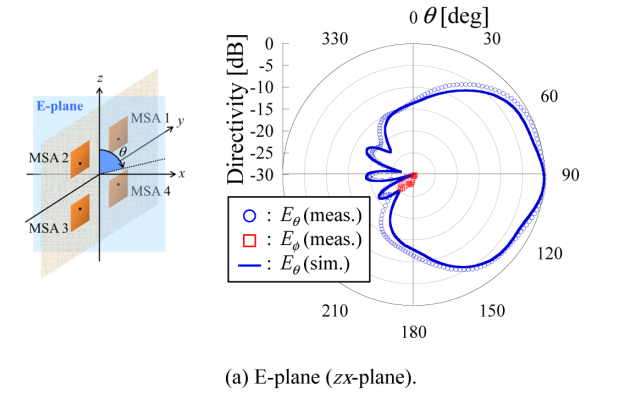 0 θ [deg]
330
30
60
90
120
150
180
210
Directivity [dB]
0
-5
-10
-15
-20
-25
-30
E-plane
z
y
x
θ
MSA 1
MSA 2
MSA 3
MSA 4
○ : Eθ (meas.)
□ : Eϕ (meas.)
— : Eθ (sim.)
(a) E-plane (zx-plane).